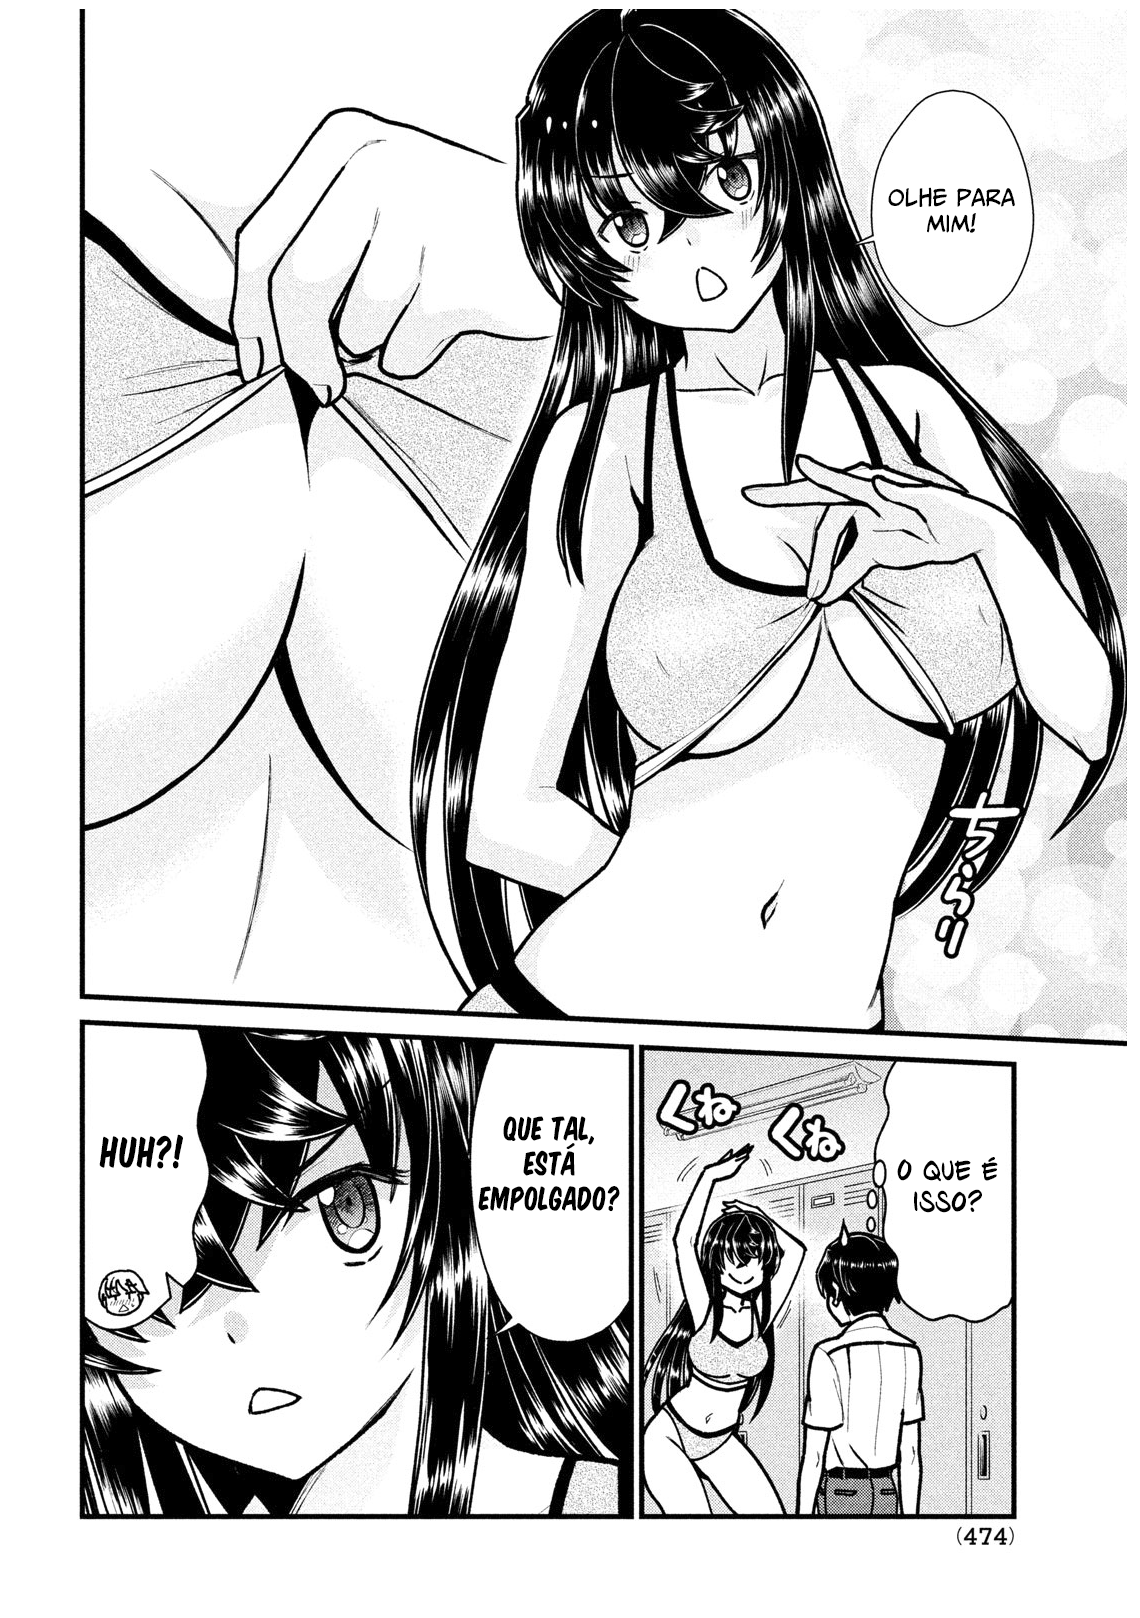 OLHE PARA
MIM!
ちらり
O QUE É
ISSO?
くね
くね
QUE TAL,
ESTÁ
EMPOLGADO?
HUH?!
(474)